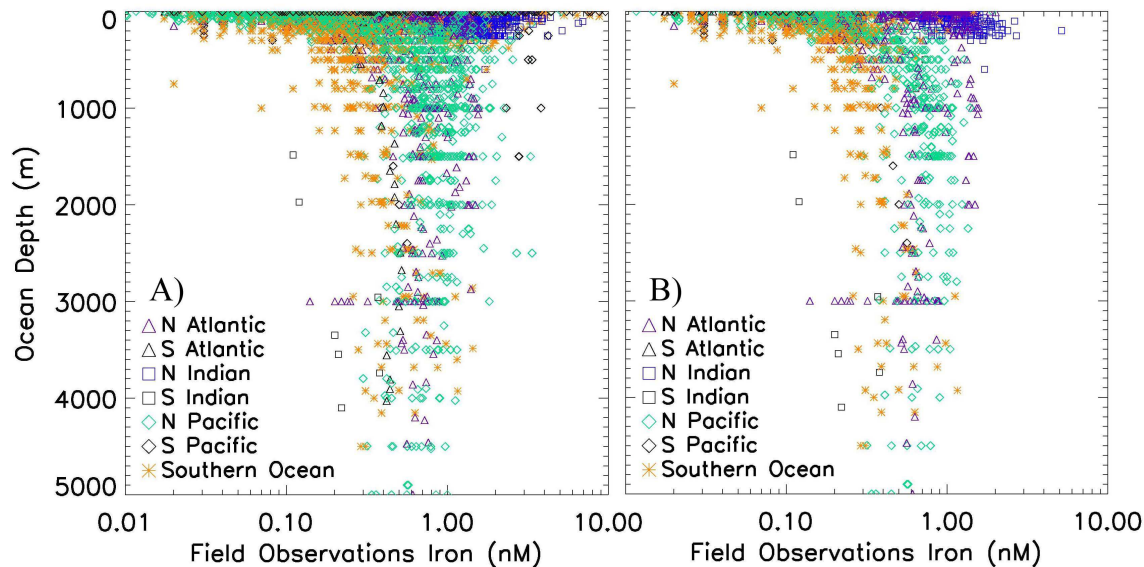 0
1000
2000
3000
4000
5000
Ocean Depth (m)
A)
N Atlantic
S Atlantic
N Indian
S Indian
N Pacific
S Pacific
Southern Ocean
0.01 0.10 1.00 10.00
Field Observations Iron (nM)
B)
N Atlantic
S Atlantic
N Indian
S Indian
N Pacific
S Pacific
Southern Ocean
0.10 1.00 10.00
Field Observations Iron (nM)